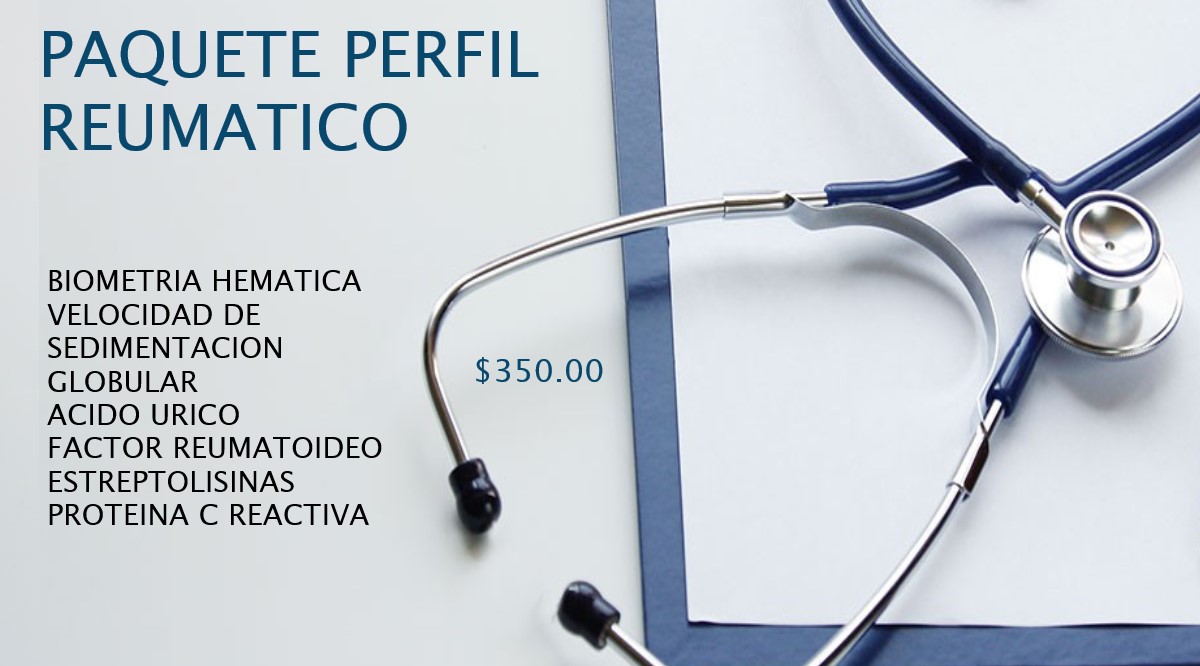 PAQUETE PERFIL
REUMATICO
BIOMETRIA HEMATICA
VELOCIDAD DE
SEDIMENTACION
GLOBULAR
ACIDO URICO
FACTOR REUMATOIDEO
ESTREPTOLISINAS
PROTEINA C REACTIVA
$350.00